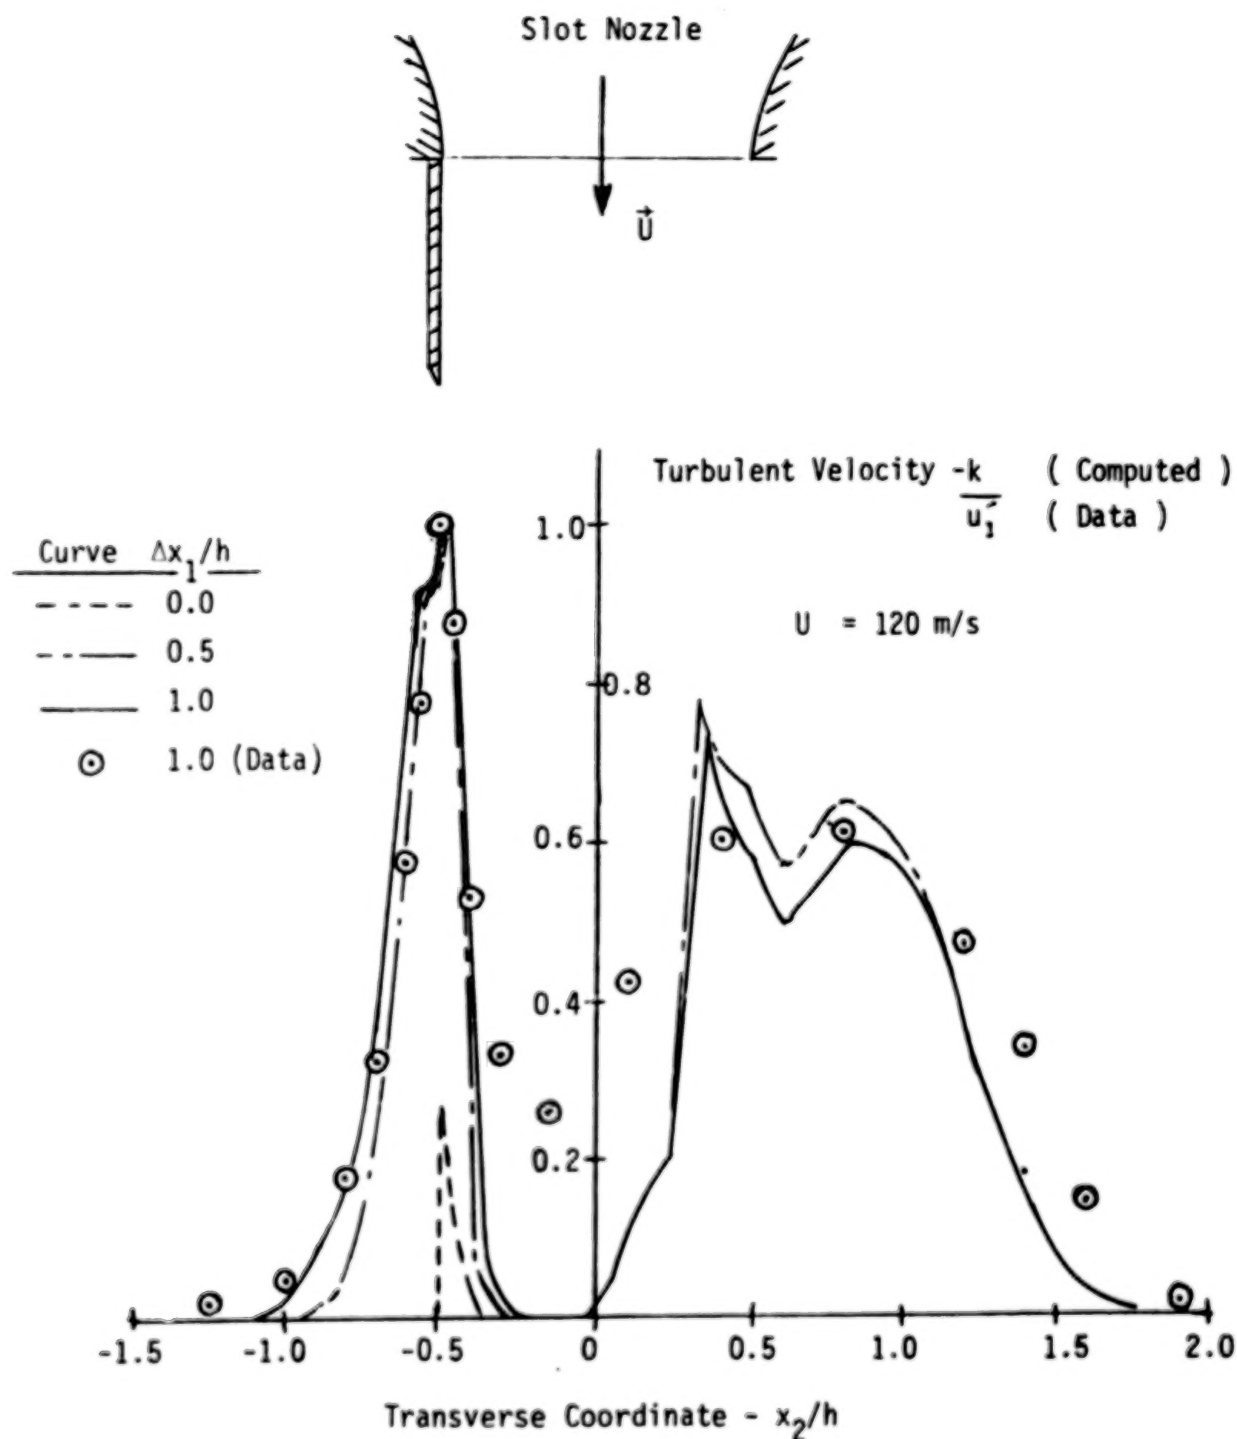 Slot Nozzle
U
Turbulent Velocity -k ( Computed )
u₁′ ( Data )
U = 120 m/s
Curve Δx₁/h
0.0
0.5
1.0
1.0 (Data)
1.0
0.8
0.6
0.4
0.2
-1.5 -1.0 -0.5 0 0.5 1.0 1.5 2.0
Transverse Coordinate - x₂/h